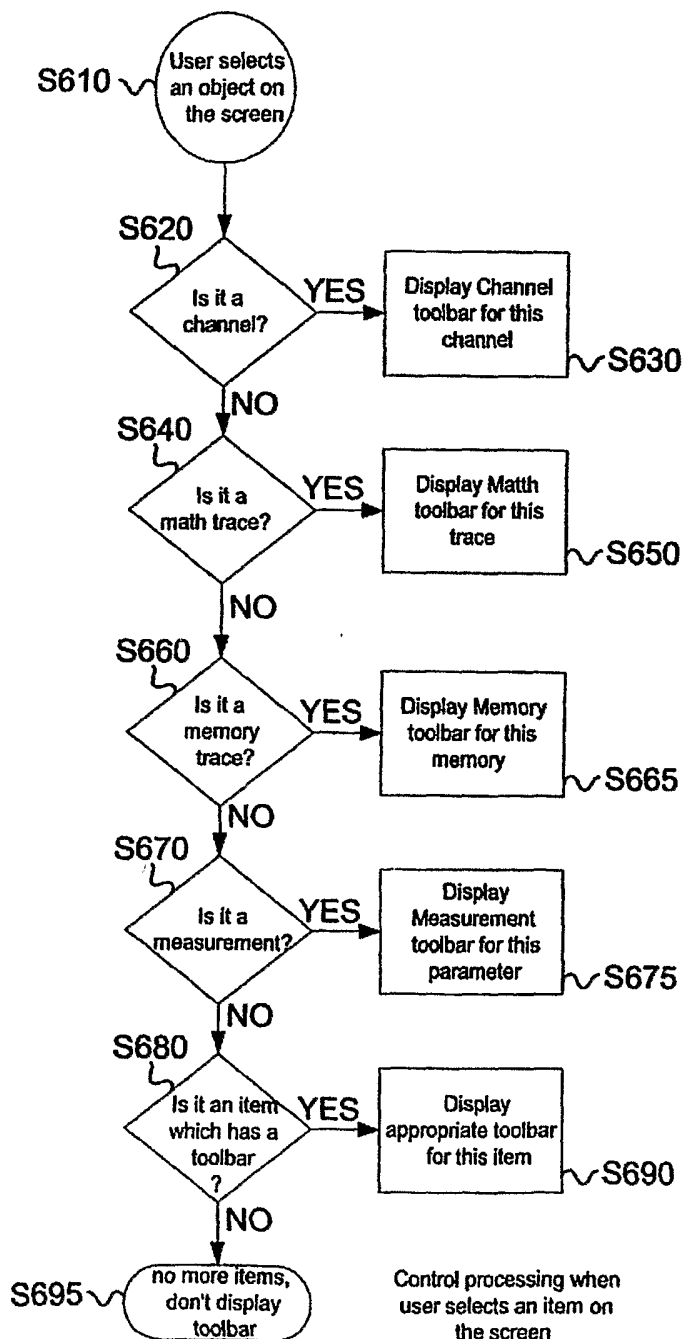 S610
User selects
an object on
the screen
S620
Is it a
channel?
YES
Display Channel
toolbar for this
channel
S630
NO
S640
Is it a
math trace?
YES
Display Matth
toolbar for this
trace
S650
NO
S660
Is it a
memory
trace?
YES
Display Memory
toolbar for this
memory
S665
NO
S670
Is it a
measurement?
YES
Display
Measurement
toolbar for this
parameter
S675
NO
S680
Is it an item
which has a
toolbar
?
YES
Display
appropriate toolbar
for this item
S690
NO
S695
no more items,
don't display
toolbar
Control processing when
user selects an item on
the screen